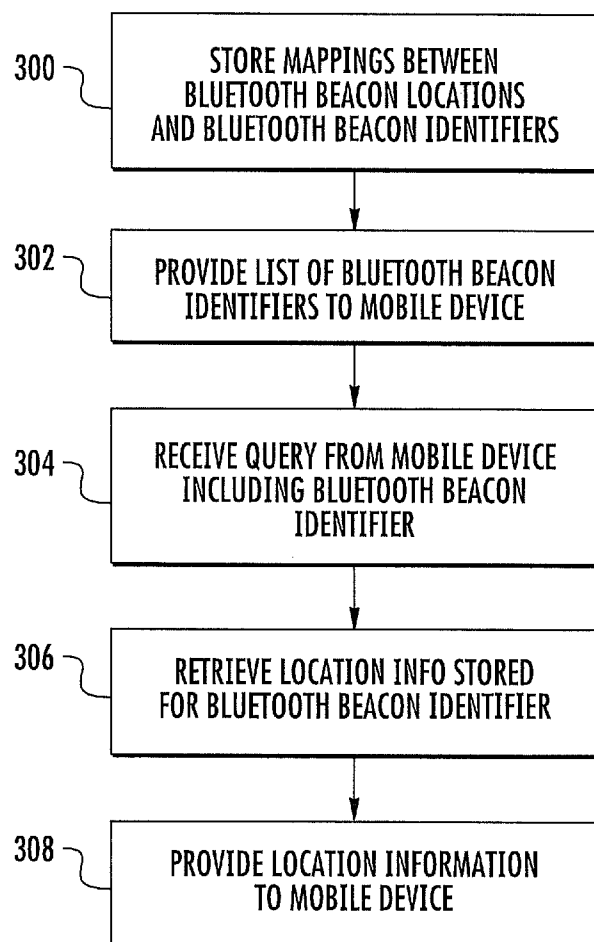 300
STORE MAPPINGS BETWEEN
BLUETOOTH BEACON LOCATIONS
AND BLUETOOTH BEACON IDENTIFIERS
302
PROVIDE LIST OF BLUETOOTH BEACON
IDENTIFIERS TO MOBILE DEVICE
304
RECEIVE QUERY FROM MOBILE DEVICE
INCLUDING BLUETOOTH BEACON
IDENTIFIER
306
RETRIEVE LOCATION INFO STORED
FOR BLUETOOTH BEACON IDENTIFIER
308
PROVIDE LOCATION INFORMATION
TO MOBILE DEVICE